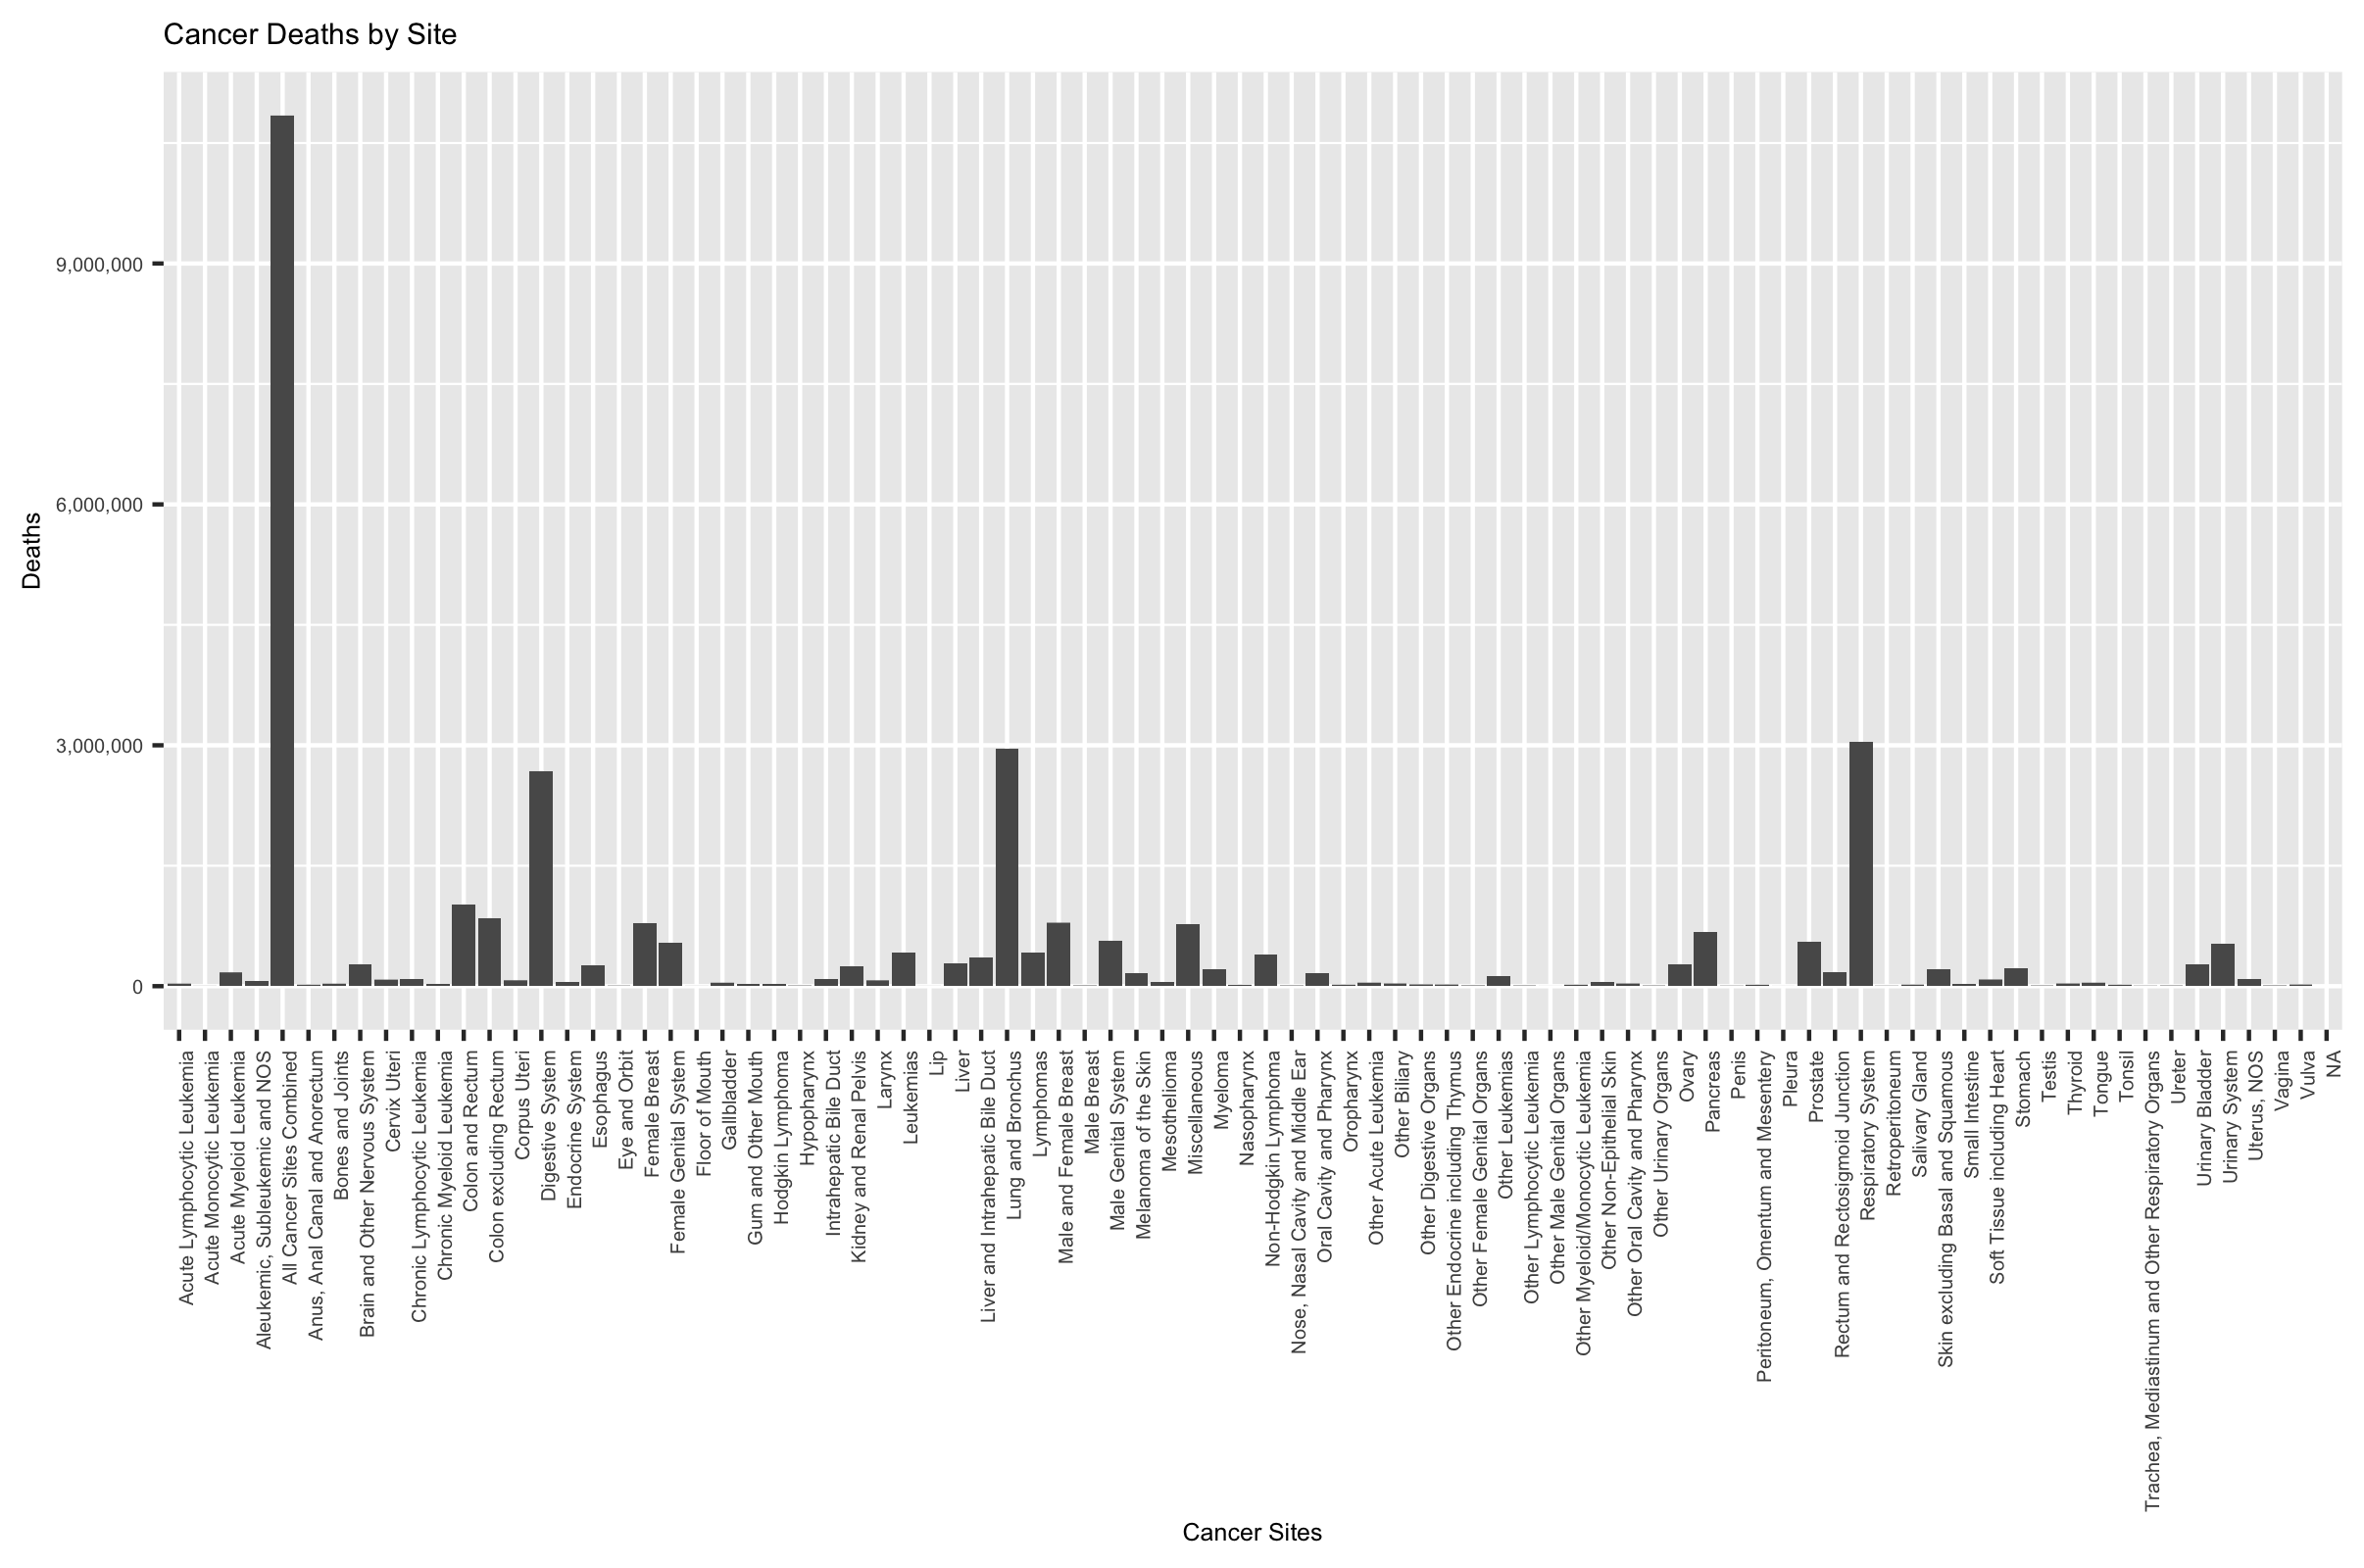 Cancer Deaths by Site
Deaths
9,000,000
6,000,000
3,000,000
0
Acute Lymphocytic Leukemia
Acute Monocytic Leukemia
Acute Myeloid Leukemia
Aleukemic, Subleukemic and NOS
All Cancer Sites Combined
Anus, Anal Canal and Anorectum
Bones and Joints
Brain and Other Nervous System
Cervix Uteri
Chronic Lymphocytic Leukemia
Chronic Myeloid Leukemia
Colon and Rectum
Colon excluding Rectum
Corpus Uteri
Digestive System
Endocrine System
Esophagus
Eye and Orbit
Female Breast
Female Genital System
Floor of Mouth
Gallbladder
Gum and Other Mouth
Hodgkin Lymphoma
Hypopharynx
Intrahepatic Bile Duct
Kidney and Renal Pelvis
Larynx
Leukemias
Lip
Liver
Liver and Intrahepatic Bile Duct
Lung and Bronchus
Lymphomas
Male and Female Breast
Male Breast
Male Genital System
Melanoma of the Skin
Mesothelioma
Miscellaneous
Myeloma
Nasopharynx
Non-Hodgkin Lymphoma
Nose, Nasal Cavity and Middle Ear
Oral Cavity and Pharynx
Oropharynx
Other Acute Leukemia
Other Biliary
Other Digestive Organs
Other Endocrine including Thymus
Other Female Genital Organs
Other Leukemias
Other Lymphocytic Leukemia
Other Male Genital Organs
Other Myeloid/Monocytic Leukemia
Other Non-Epithelial Skin
Other Oral Cavity and Pharynx
Other Urinary Organs
Ovary
Pancreas
Penis
Peritoneum, Omentum and Mesentery
Pleura
Prostate
Rectum and Rectosigmoid Junction
Respiratory System
Retroperitoneum
Salivary Gland
Skin excluding Basal and Squamous
Small Intestine
Soft Tissue including Heart
Stomach
Testis
Thyroid
Tongue
Tonsil
Trachea, Mediastinum and Other Respiratory Organs
Ureter
Urinary Bladder
Urinary System
Uterus, NOS
Vagina
Vulva
NA
Cancer Sites